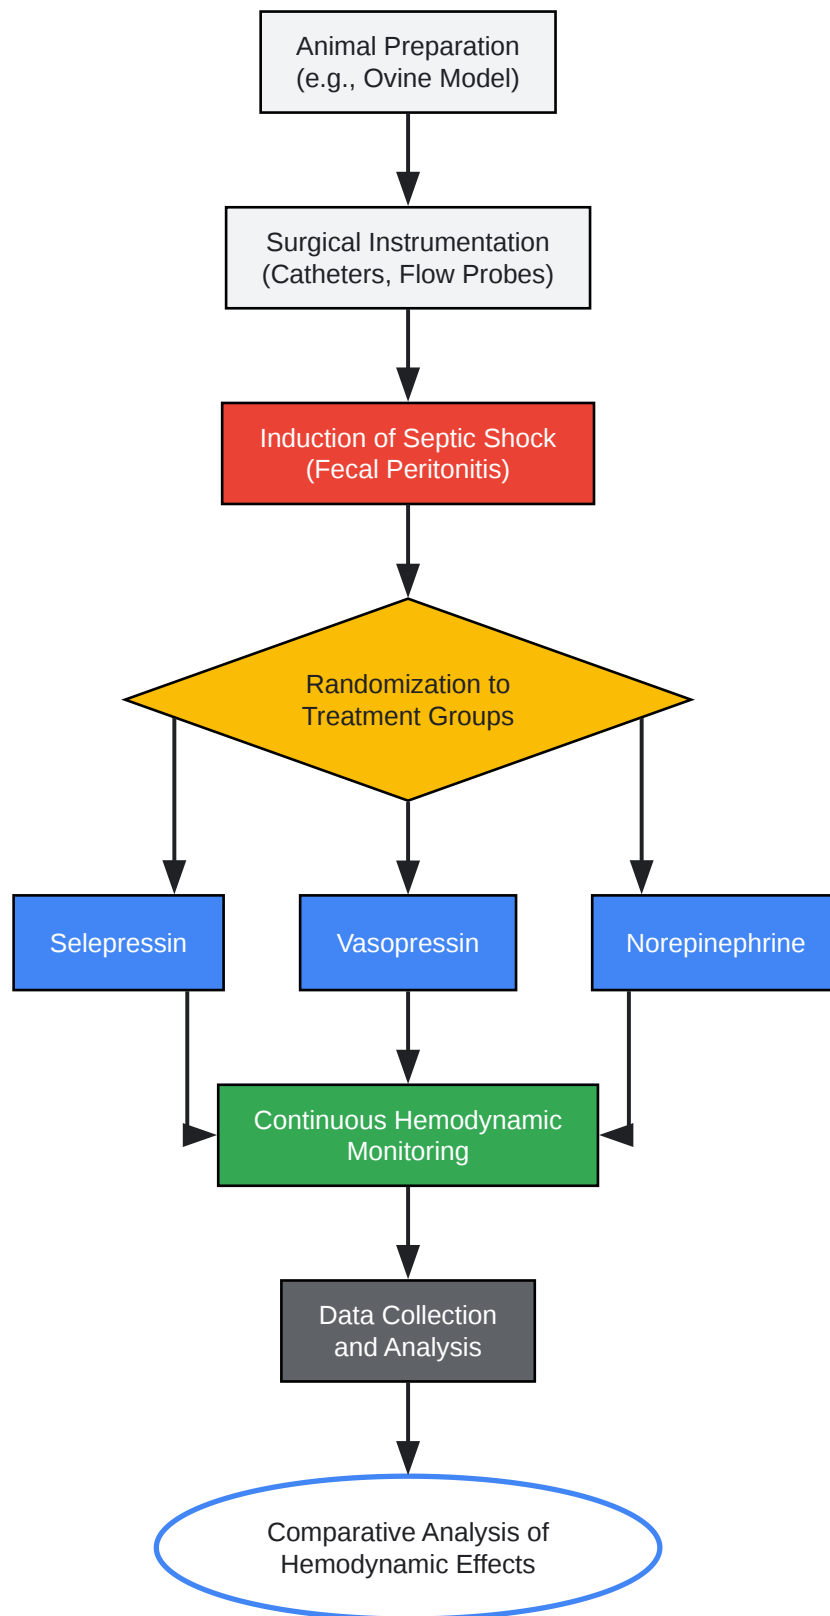 Animal Preparation
(e.g., Ovine Model)
Surgical Instrumentation
(Catheters, Flow Probes)
Induction of Septic Shock
(Fecal Peritonitis)
Randomization to
Treatment Groups
Selepressin
Vasopressin
Norepinephrine
Continuous Hemodynamic
Monitoring
Data Collection
and Analysis
Comparative Analysis of
Hemodynamic Effects